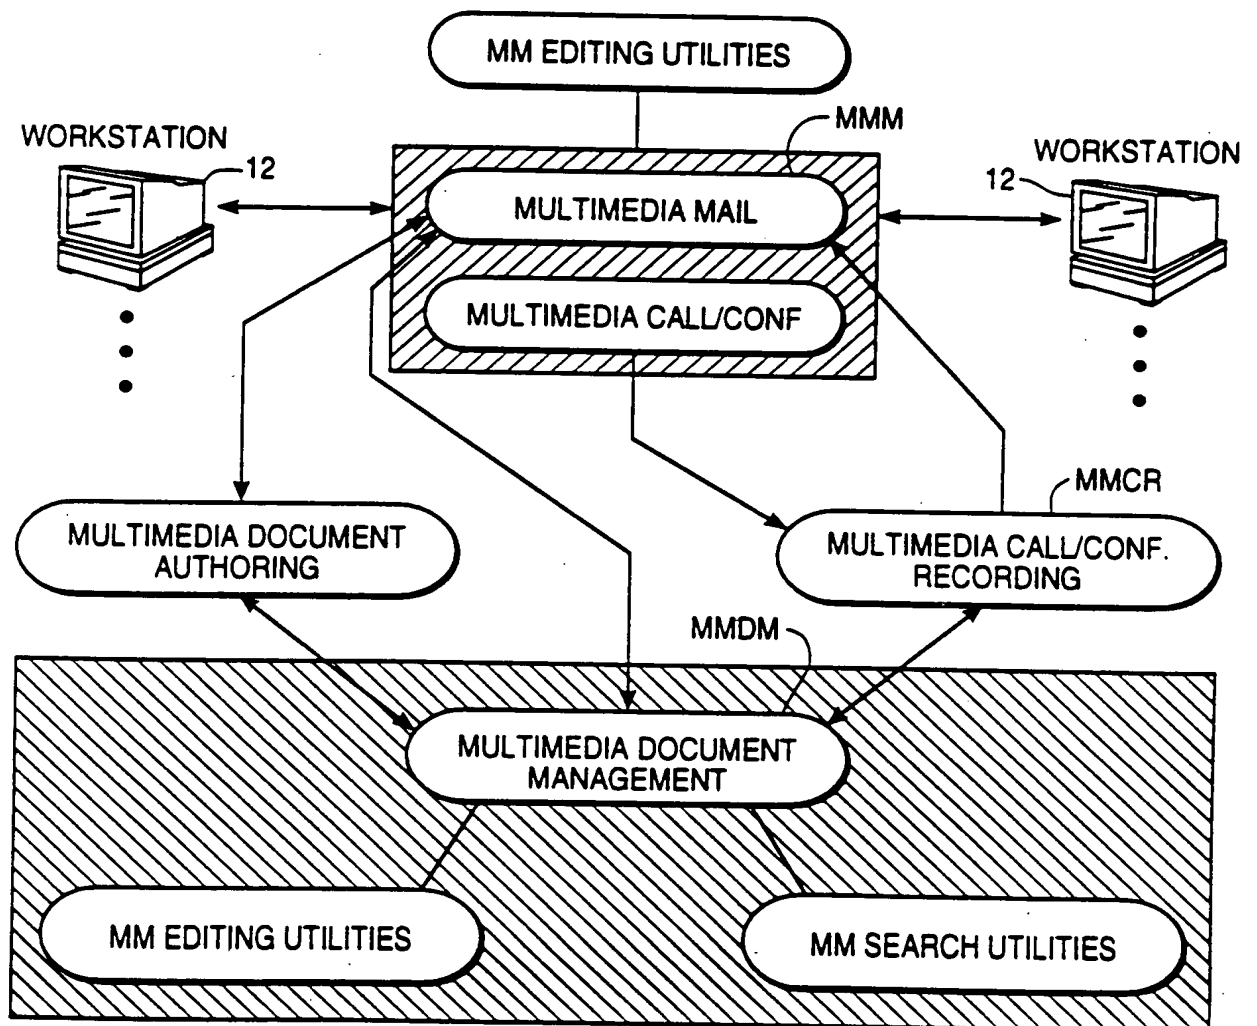 MM EDITING UTILITIES
MMM
WORKSTATION
12
WORKSTATION
12
MULTIMEDIA MAIL
MULTIMEDIA CALL/CONF
MMCR
MULTIMEDIA DOCUMENT
AUTHORING
MULTIMEDIA CALL/CONF.
RECORDING
MMDM
MULTIMEDIA DOCUMENT
MANAGEMENT
MM EDITING UTILITIES
MM SEARCH UTILITIES